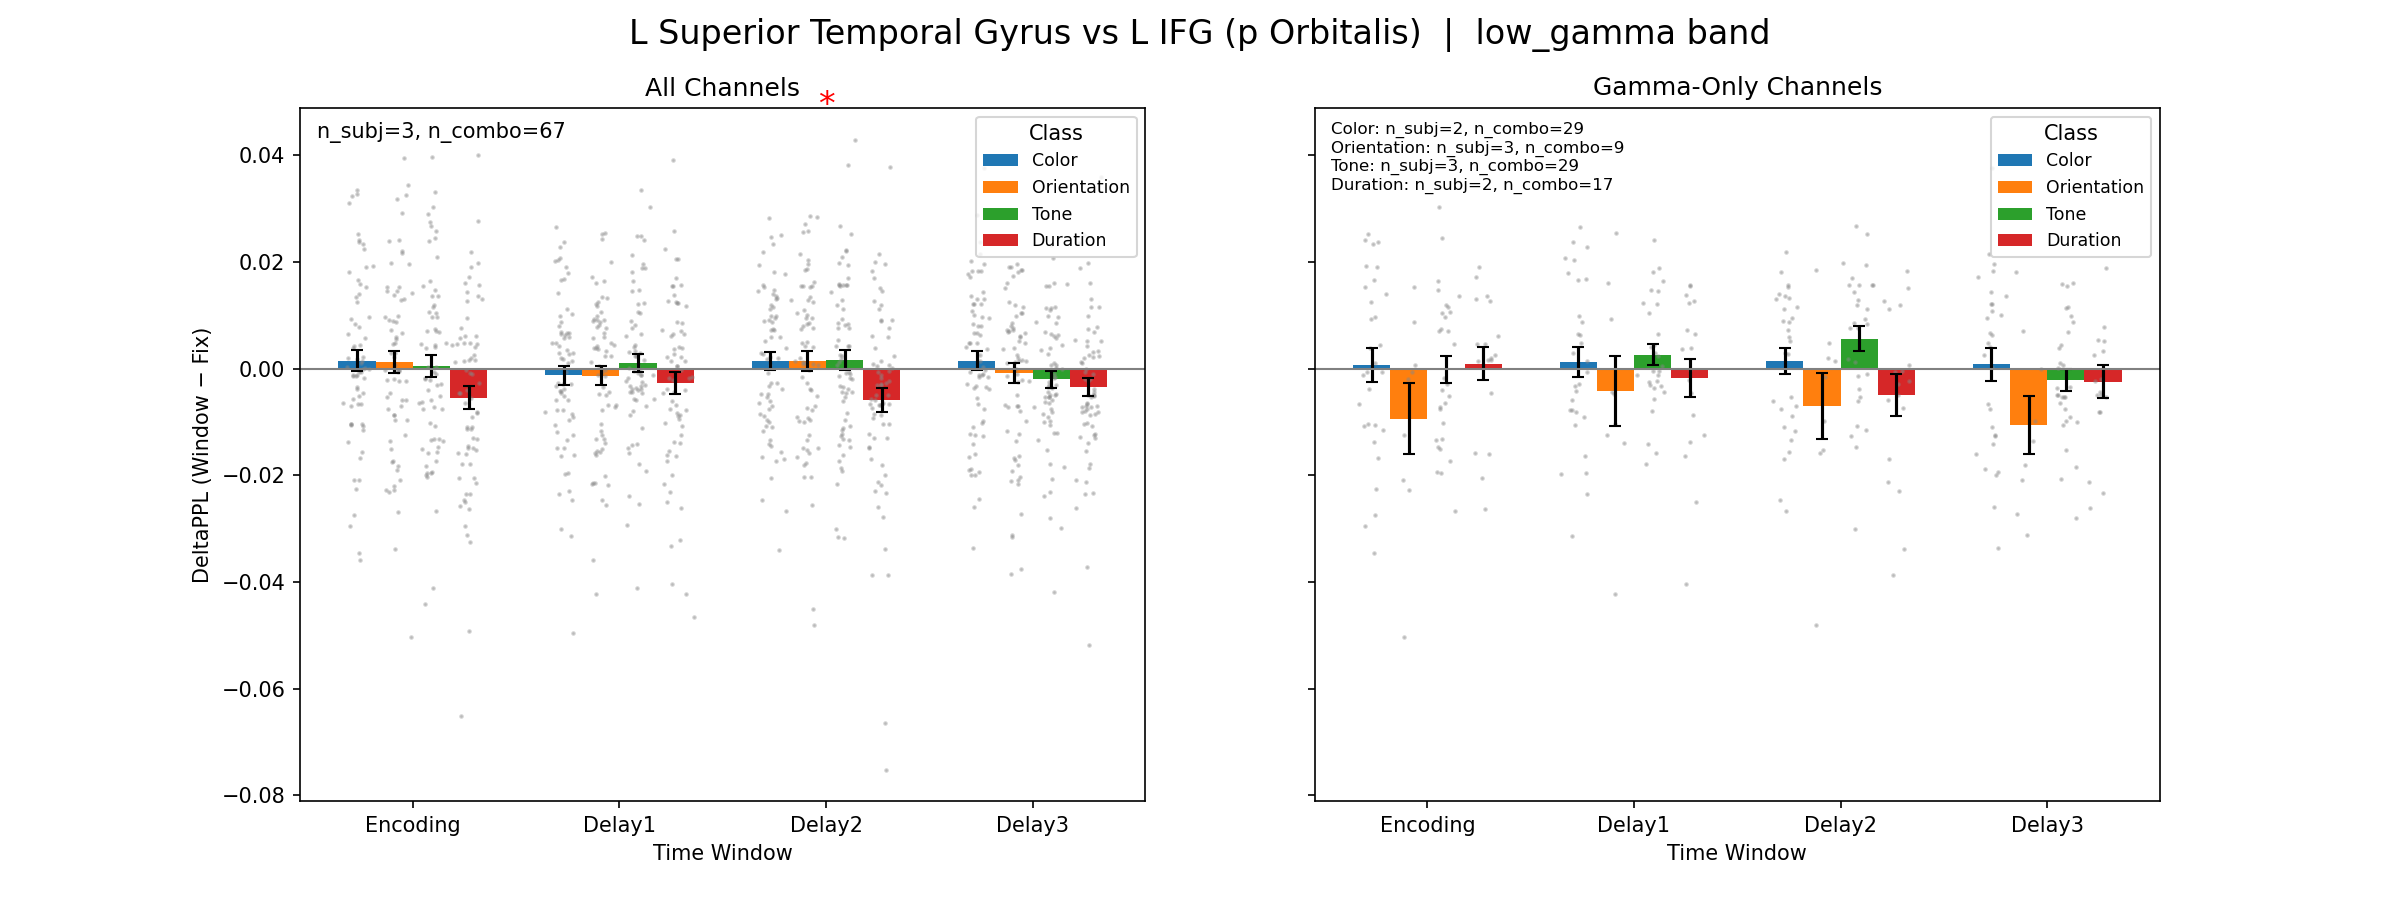 L Superior Temporal Gyrus vs L IFG (p Orbitalis)  |  low_gamma band
All Channels
*
n_subj=3, n_combo=67
Class
Color
Orientation
Tone
Duration
0.04
0.02
0.00
−0.02
−0.04
−0.06
−0.08
DeltaPPL (Window − Fix)
Encoding
Delay1
Delay2
Delay3
Time Window
Gamma-Only Channels
Color: n_subj=2, n_combo=29
Orientation: n_subj=3, n_combo=9
Tone: n_subj=3, n_combo=29
Duration: n_subj=2, n_combo=17
Class
Color
Orientation
Tone
Duration
Encoding
Delay1
Delay2
Delay3
Time Window